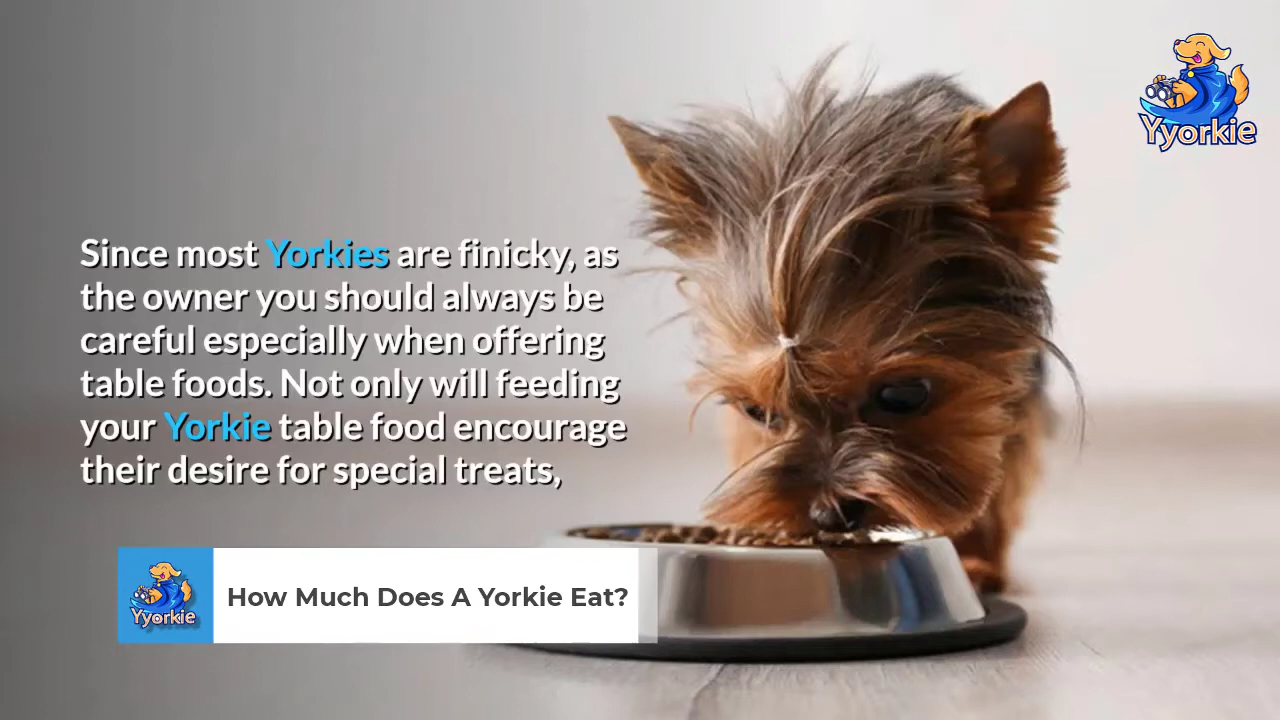 Yyorkie
Since most Yorkies are finicky, as
the owner you should always be
careful especially when offering
table foods. Not only will feeding
your Yorkie table food encourage
their desire for special treats,
Yyorkie
How Much Does A Yorkie Eat?